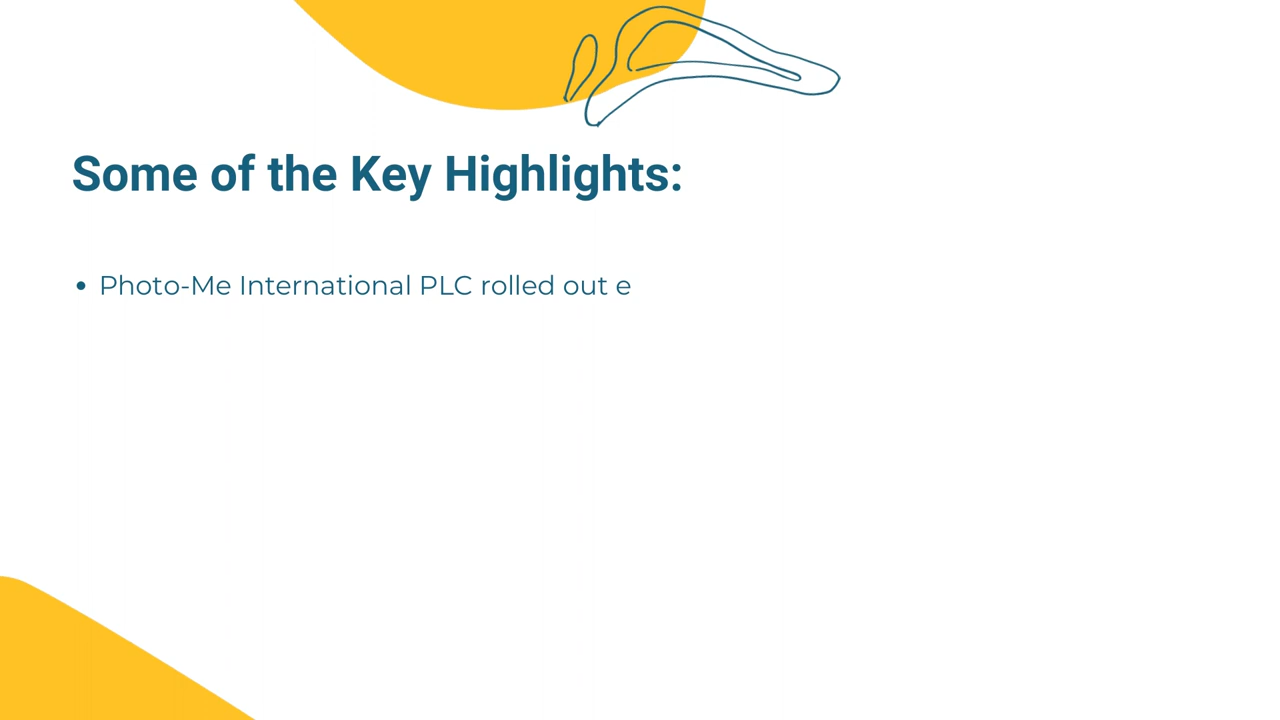 Some of the Key Highlights:
• Photo-Me International PLC rolled out e